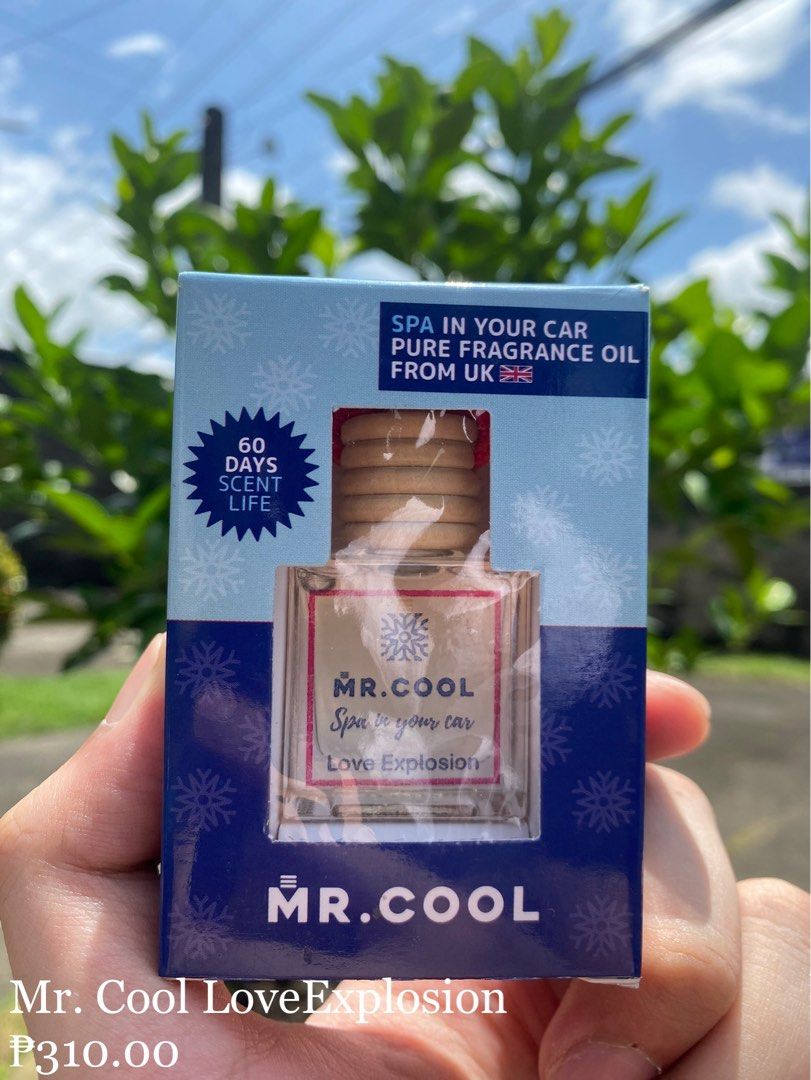 SPA IN YOUR CAR
PURE FRAGRANCE OIL
FROM UK
60
DAYS
SCENT
LIFE
MR.COOL
Spa in your car
Love Explosion
MR.COOL
Mr. Cool LoveExplosion
₱310.00